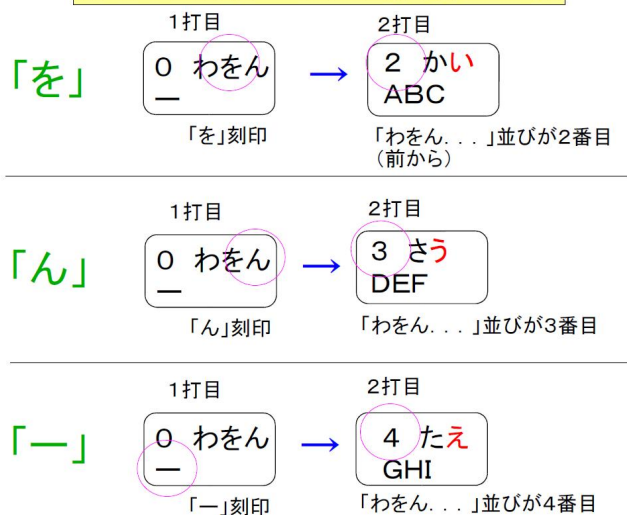 1打目
2打目
「を」
0 わをん
ー
→
2 かい
ABC
「を」刻印
「わをん...」並びが2番目
(前から)
1打目
2打目
「ん」
0 わをん
ー
→
3 さう
DEF
「ん」刻印
「わをん...」並びが3番目
1打目
2打目
「ー」
0 わをん
ー
→
4 たえ
GHI
「ー」刻印
「わをん...」並びが4番目